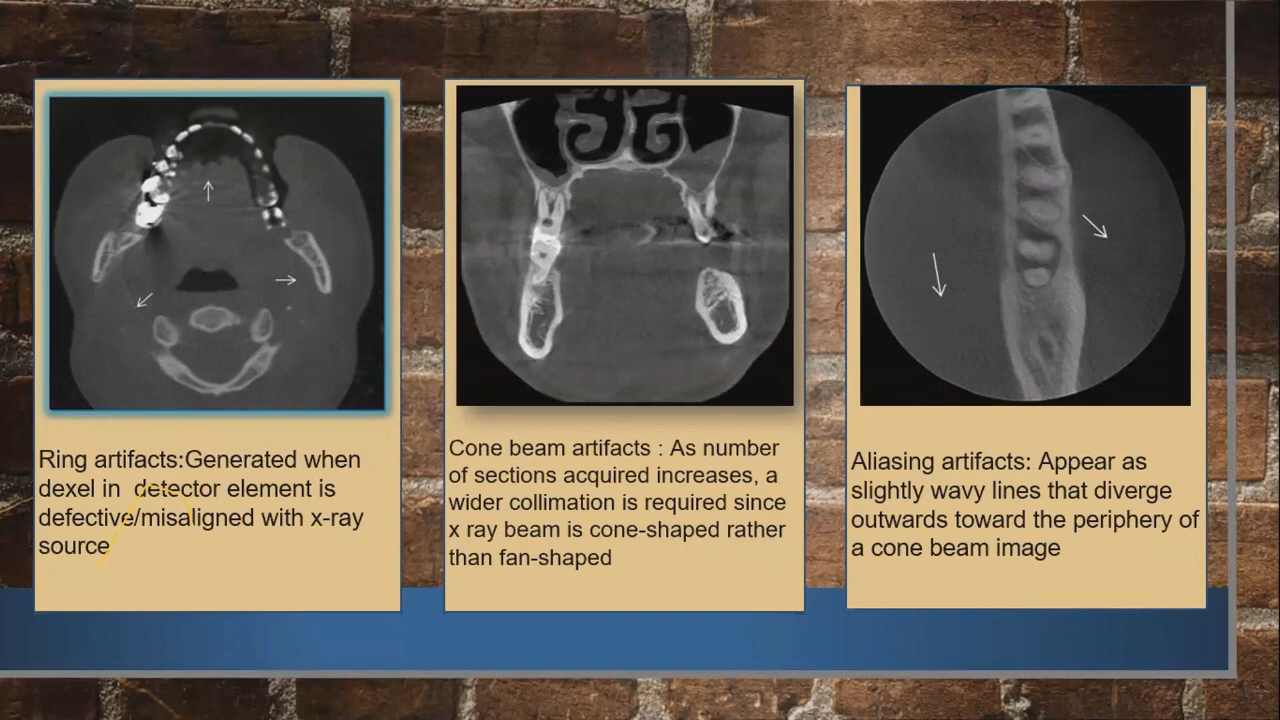 Ring artifacts:Generated when
dexel in detector element is
defective/misaligned with x-ray
source
Cone beam artifacts : As number
of sections acquired increases, a
wider collimation is required since
x ray beam is cone-shaped rather
than fan-shaped
Aliasing artifacts: Appear as
slightly wavy lines that diverge
outwards toward the periphery of
a cone beam image